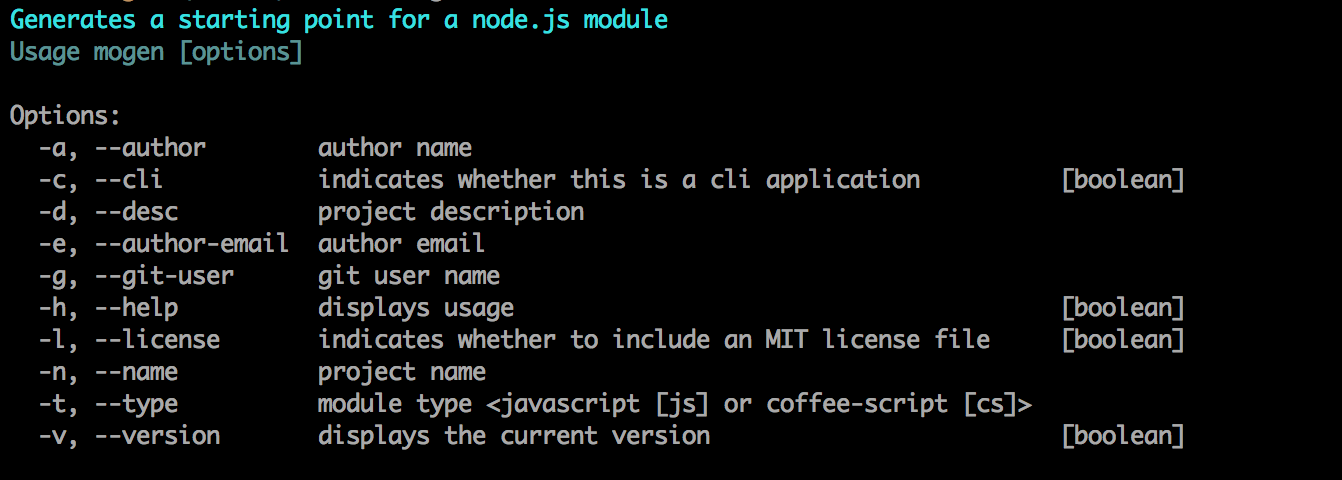 Generates a starting point for a node.js module
Usage mogen [options]
Options:
-a, --author author name
-c, --cli indicates whether this is a cli application [boolean]
-d, --desc project description
-e, --author-email author email
-g, --git-user git user name
-h, --help displays usage [boolean]
-l, --license indicates whether to include an MIT license file [boolean]
-n, --name project name
-t, --type module type <javascript [js] or coffee-script [cs]>
-v, --version displays the current version [boolean]